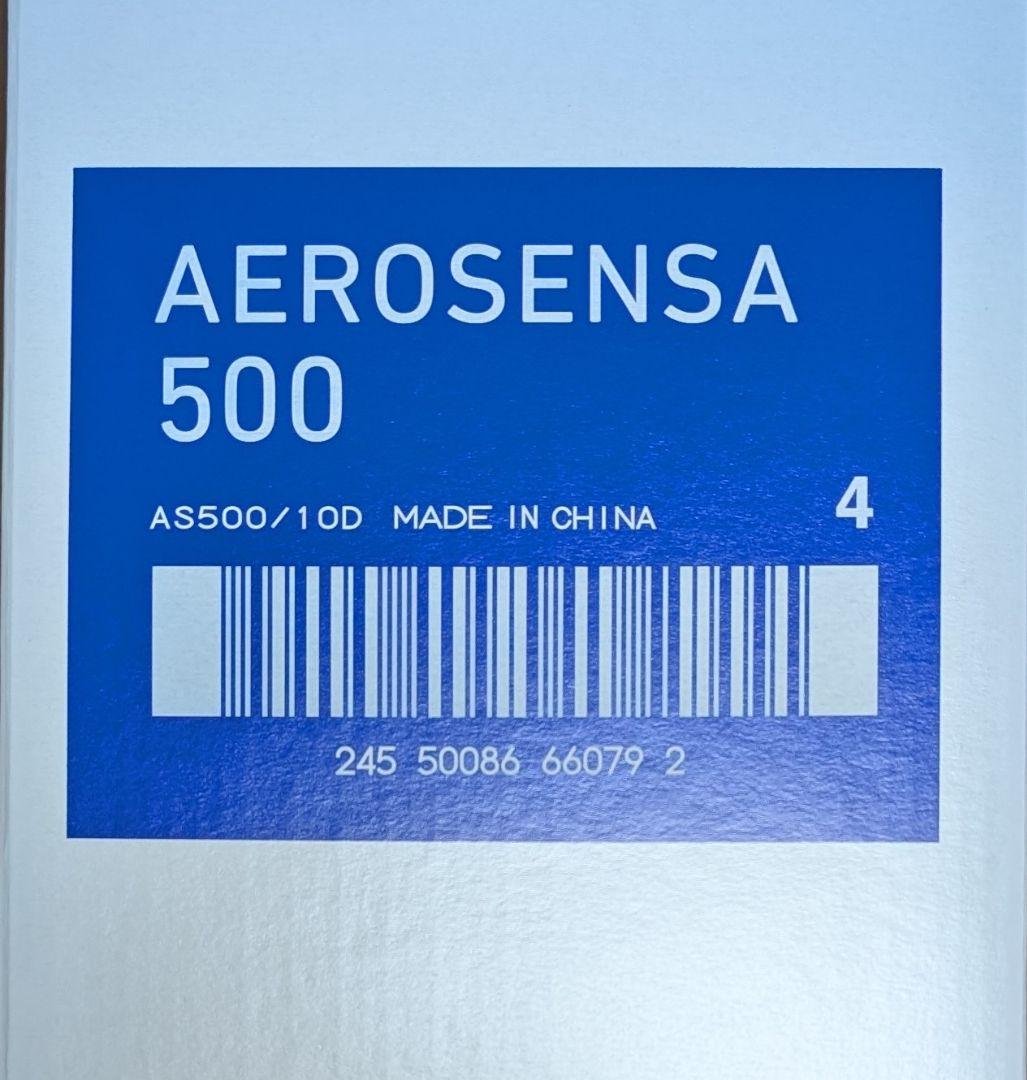 AEROSENSA
500
4
AS500/10D MADE IN CHINA
245 50086 66079 2